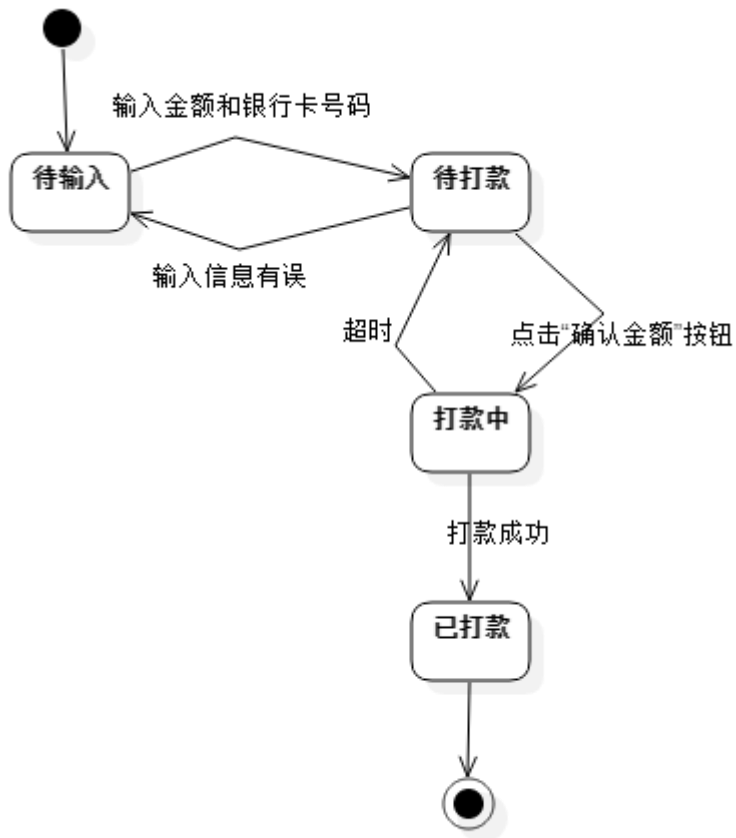 输入金额和银行卡号码
待输入
待打款
输入信息有误
超时
点击“确认金额”按钮
打款中
打款成功
已打款